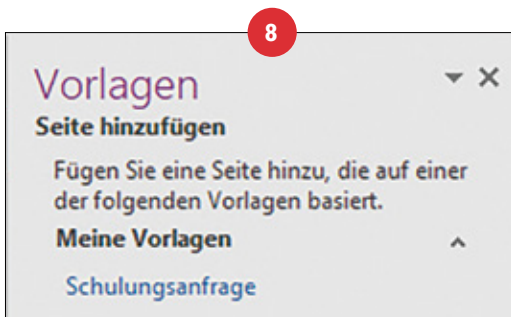 8
Vorlagen
Seite hinzufügen
Fügen Sie eine Seite hinzu, die auf einer
der folgenden Vorlagen basiert.
Meine Vorlagen
Schulungsanfrage